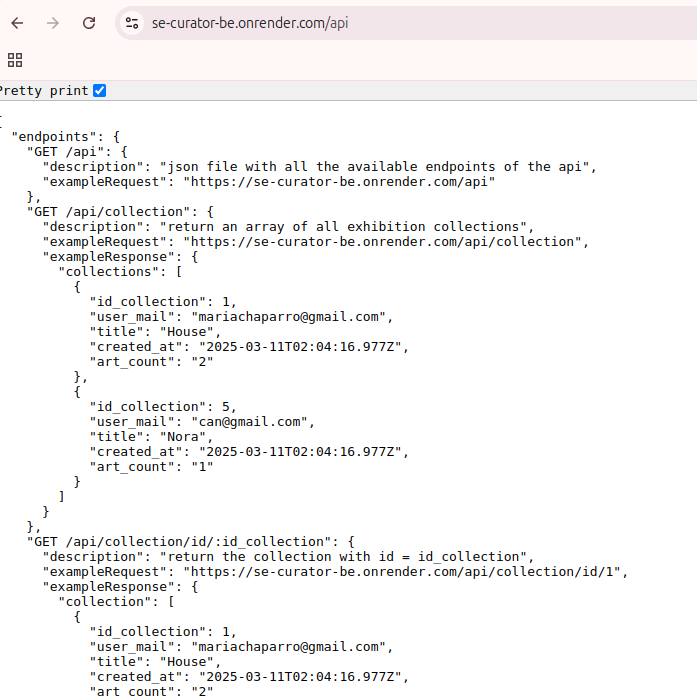 se-curator-be.onrender.com/api
Pretty print
{
  "endpoints": {
    "GET /api": {
      "description": "json file with all the available endpoints of the api",
      "exampleRequest": "https://se-curator-be.onrender.com/api"
    },
    "GET /api/collection": {
      "description": "return an array of all exhibition collections",
      "exampleRequest": "https://se-curator-be.onrender.com/api/collection",
      "exampleResponse": {
        "collections": [
          {
            "id_collection": 1,
            "user_mail": "mariachaparro@gmail.com",
            "title": "House",
            "created_at": "2025-03-11T02:04:16.977Z",
            "art_count": "2"
          },
          {
            "id_collection": 5,
            "user_mail": "can@gmail.com",
            "title": "Nora",
            "created_at": "2025-03-11T02:04:16.977Z",
            "art_count": "1"
          }
        ]
      }
    },
    "GET /api/collection/id/:id_collection": {
      "description": "return the collection with id = id_collection",
      "exampleRequest": "https://se-curator-be.onrender.com/api/collection/id/1",
      "exampleResponse": {
        "collection": [
          {
            "id_collection": 1,
            "user_mail": "mariachaparro@gmail.com",
            "title": "House",
            "created_at": "2025-03-11T02:04:16.977Z",
            "art_count": "2"